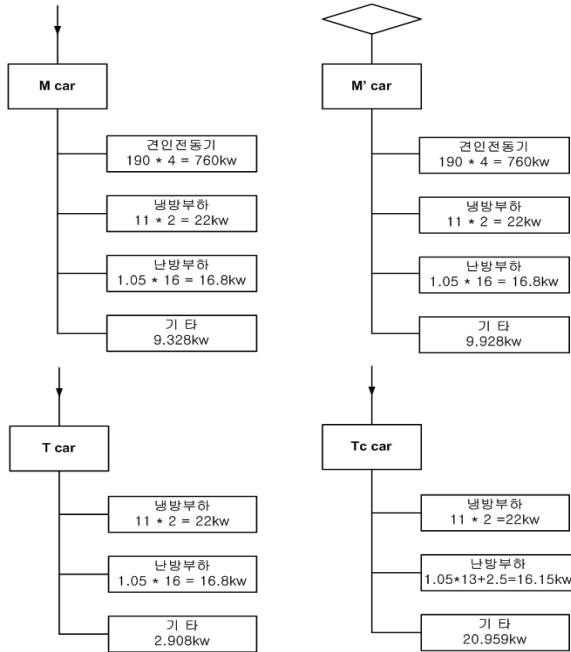 M car
견인전동기
190 * 4 = 760kw
냉방부하
11 * 2 = 22kw
난방부하
1.05 * 16 = 16.8kw
기 타
9.328kw
M' car
견인전동기
190 * 4 = 760kw
냉방부하
11 * 2 = 22kw
난방부하
1.05 * 16 = 16.8kw
기 타
9.928kw
T car
냉방부하
11 * 2 = 22kw
난방부하
1.05 * 16 = 16.8kw
기 타
2.908kw
Tc car
냉방부하
11 * 2 =22kw
난방부하
1.05*13+2.5=16.15kw
기 타
20.959kw